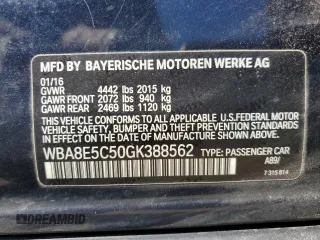 MFD BY BAYERISCHE MOTOREN WERKE AG
01/16
GVWR 4442 lbs 2015 kg
GAWR FRONT 2072 lbs 940 kg
GAWR REAR 2469 lbs 1120 kg
THIS VEHICLE CONFORMS TO ALL APPLICABLE U.S. FEDERAL MOTOR
VEHICLE SAFETY, BUMPER, AND THEFT PREVENTION STANDARDS IN
EFFECT ON THE DATE OF MANUFACTURE SHOWN ABOVE.
WBA8E5C50GK388562 TYPE: PASSENGER CAR
A89/
7 315 814
DREAMBID